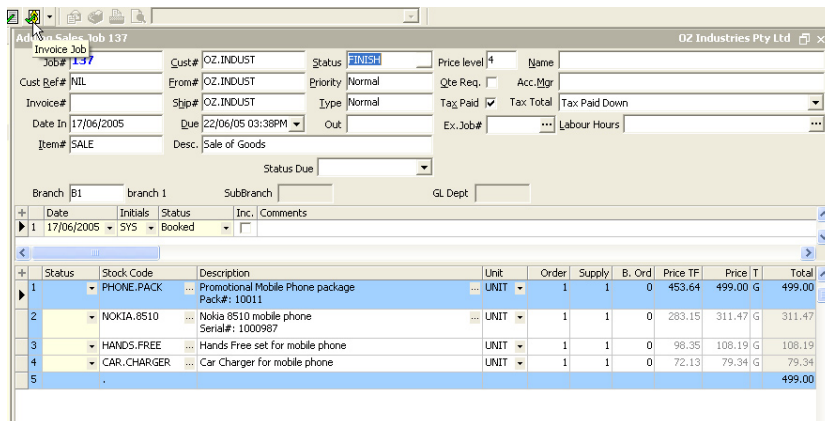 Adding Sales Job 137 OZ Industries Pty Ltd
Invoice Job
Job# 137 Cust# OZ.INDUST Status FINISH Price level 4 Name
Cust Ref# NIL From# OZ.INDUST Priority Normal Qte Req. Acc.Mgr
Invoice# Ship# OZ.INDUST Type Normal Tax Paid Tax Total Tax Paid Down
Date In 17/06/2005 Due 22/06/05 03:38PM Out Ex.Job# ... Labour Hours ...
Item# SALE Desc. Sale of Goods
Status Due
Branch B1 branch 1 SubBranch GL Dept
+ Date Initials Status Inc. Comments
1 17/06/2005 SYS Booked
+ Status Stock Code Description Unit Order Supply B. Ord Price TF Price T Total
1 PHONE.PACK ... Promotional Mobile Phone package ... UNIT 1 1 0 453.64 499.00 G 499.00
Pack#: 10011
2 NOKIA.8510 ... Nokia 8510 mobile phone ... UNIT 1 1 0 283.15 311.47 G 311.47
Serial#: 1000987
3 HANDS.FREE ... Hands Free set for mobile phone UNIT 1 1 0 98.35 108.19 G 108.19
4 CAR.CHARGER ... Car Charger for mobile phone UNIT 1 1 0 72.13 79.34 G 79.34
5 . 499.00